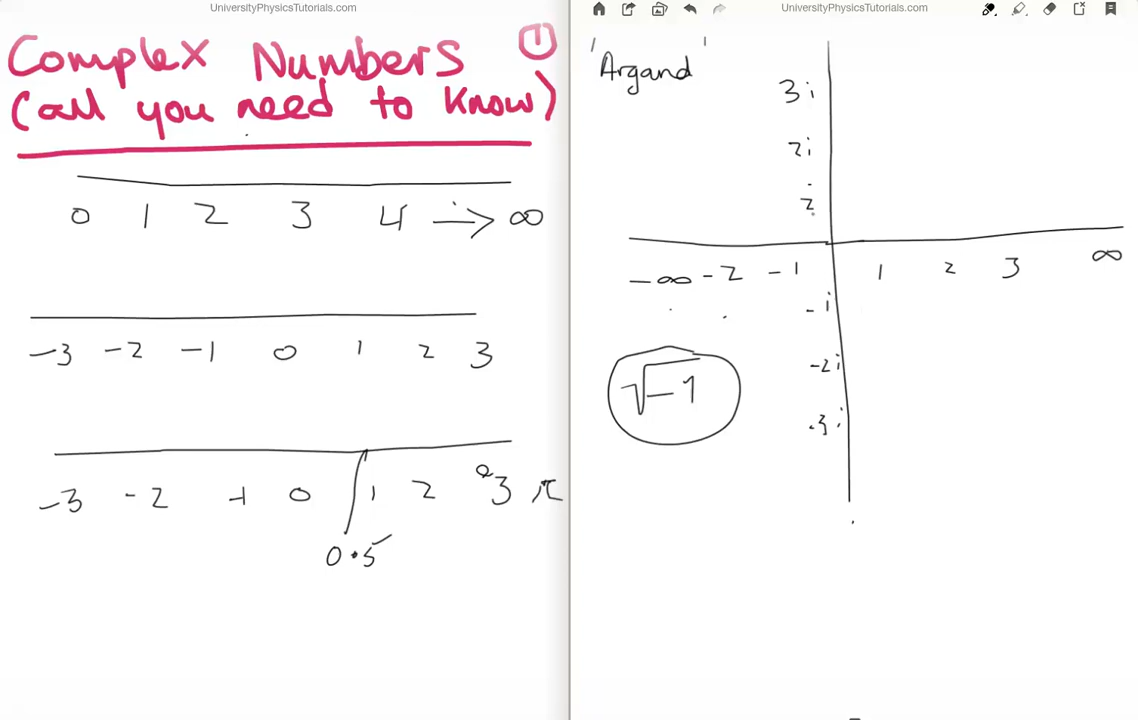 UniversityPhysicsTutorials.com
Complex Numbers ①
(all you need to know)
0 1 2 3 4 → ∞
-3 -2 -1 0 1 2 3
-3 -2 -1 0 1 2 3 π
0.5
UniversityPhysicsTutorials.com
'Argand'
3i
2i
i
-∞ -2 -1 1 2 3 ∞
-i
-2i
-3i
√-1